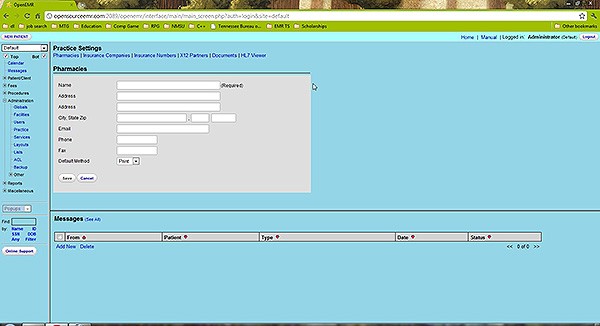 OpenEMR
opensourceemr.com:2089/openemr/interface/main/main_screen.php?auth=login&site=default
dl job search MTG Education Comp Game RPG NMSU C++ Tennessee Bureau o... EMR TS Scholarships Other bookmarks
NEW PATIENT Home | Manual | Logged in: Administrator (Default) Logout
Default
Top Bot
Calendar
Messages
Patient/Client
Fees
Procedures
Administration
Globals
Facilities
Users
Practice
Services
Layouts
Lists
ACL
Backup
Other
Reports
Miscellaneous
Popups
Find:
by: Name ID
SSN DOB
Any Filter
Online Support
Practice Settings
Pharmacies | Insurance Companies | Insurance Numbers | X12 Partners | Documents | HL7 Viewer
Pharmacies
Name (Required)
Address
Address
City, State Zip ,
Email
Phone
Fax
Default Method Print
Save Cancel
Messages (See All)
From Patient Type Date Status
Add New Delete << 0 of 0 >>